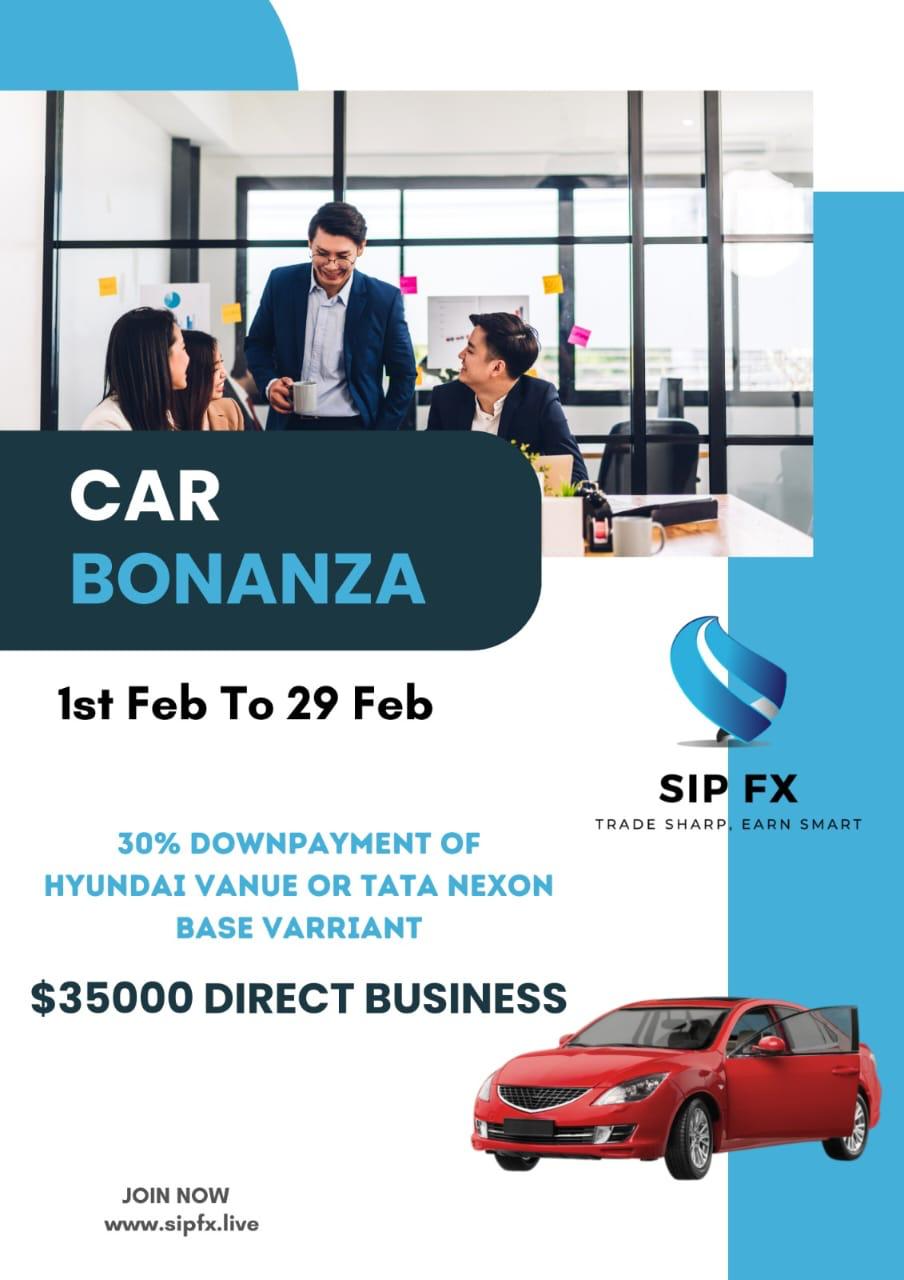 CAR
BONANZA
1st Feb To 29 Feb
SIP FX
TRADE SHARP, EARN SMART
30% DOWNPAYMENT OF
HYUNDAI VANUE OR TATA NEXON
BASE VARRIANT
$35000 DIRECT BUSINESS
JOIN NOW
www.sipfx.live